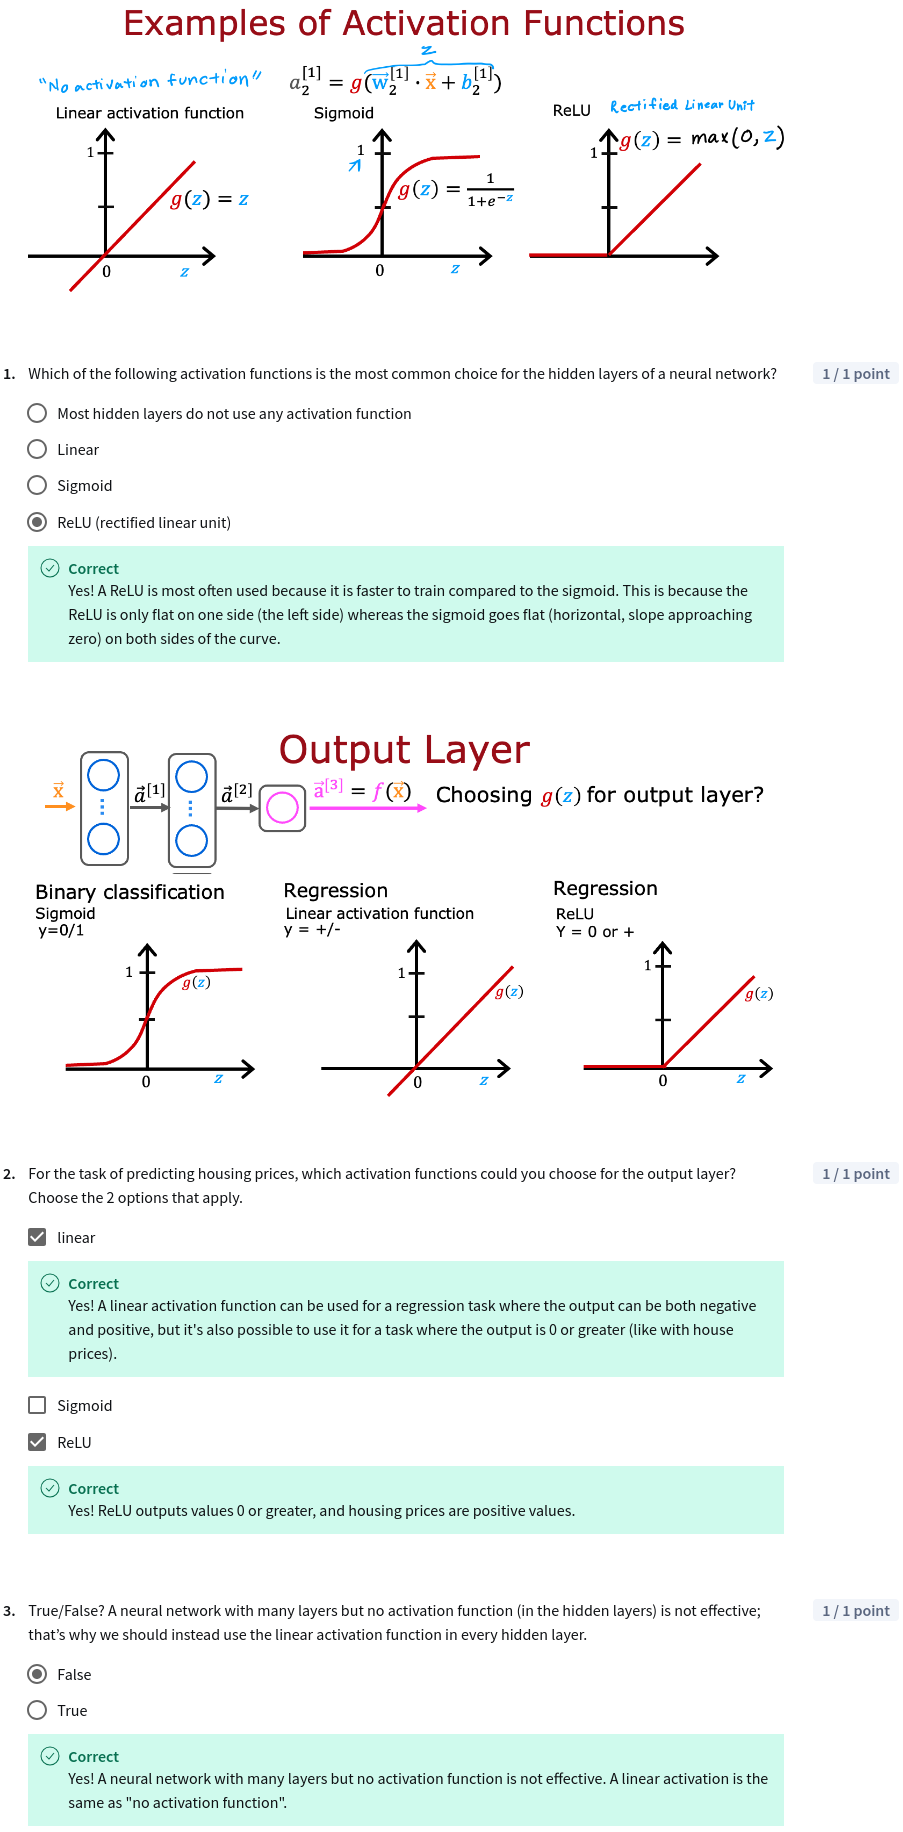 Examples of Activation Functions
"No activation function"
a₂^[1] = g(w⃗₂^[1] · x⃗ + b₂^[1])
z
Linear activation function
Sigmoid
ReLU Rectified Linear Unit
1
g(z) = z
0
z
1
g(z) = 1/(1+e^−z)
0
z
1
g(z) = max(0, z)
1. Which of the following activation functions is the most common choice for the hidden layers of a neural network?
1 / 1 point
Most hidden layers do not use any activation function
Linear
Sigmoid
ReLU (rectified linear unit)
Correct
Yes! A ReLU is most often used because it is faster to train compared to the sigmoid. This is because the
ReLU is only flat on one side (the left side) whereas the sigmoid goes flat (horizontal, slope approaching
zero) on both sides of the curve.
Output Layer
x⃗
a⃗^[1]
a⃗^[2]
a⃗^[3] = f(x⃗)
Choosing g(z) for output layer?
Binary classification
Sigmoid
y=0/1
1
g(z)
0
z
Regression
Linear activation function
y = +/-
1
g(z)
0
z
Regression
ReLU
Y = 0 or +
1
g(z)
0
z
2. For the task of predicting housing prices, which activation functions could you choose for the output layer?
Choose the 2 options that apply.
1 / 1 point
linear
Correct
Yes! A linear activation function can be used for a regression task where the output can be both negative
and positive, but it's also possible to use it for a task where the output is 0 or greater (like with house
prices).
Sigmoid
ReLU
Correct
Yes! ReLU outputs values 0 or greater, and housing prices are positive values.
3. True/False? A neural network with many layers but no activation function (in the hidden layers) is not effective;
that’s why we should instead use the linear activation function in every hidden layer.
1 / 1 point
False
True
Correct
Yes! A neural network with many layers but no activation function is not effective. A linear activation is the
same as "no activation function".